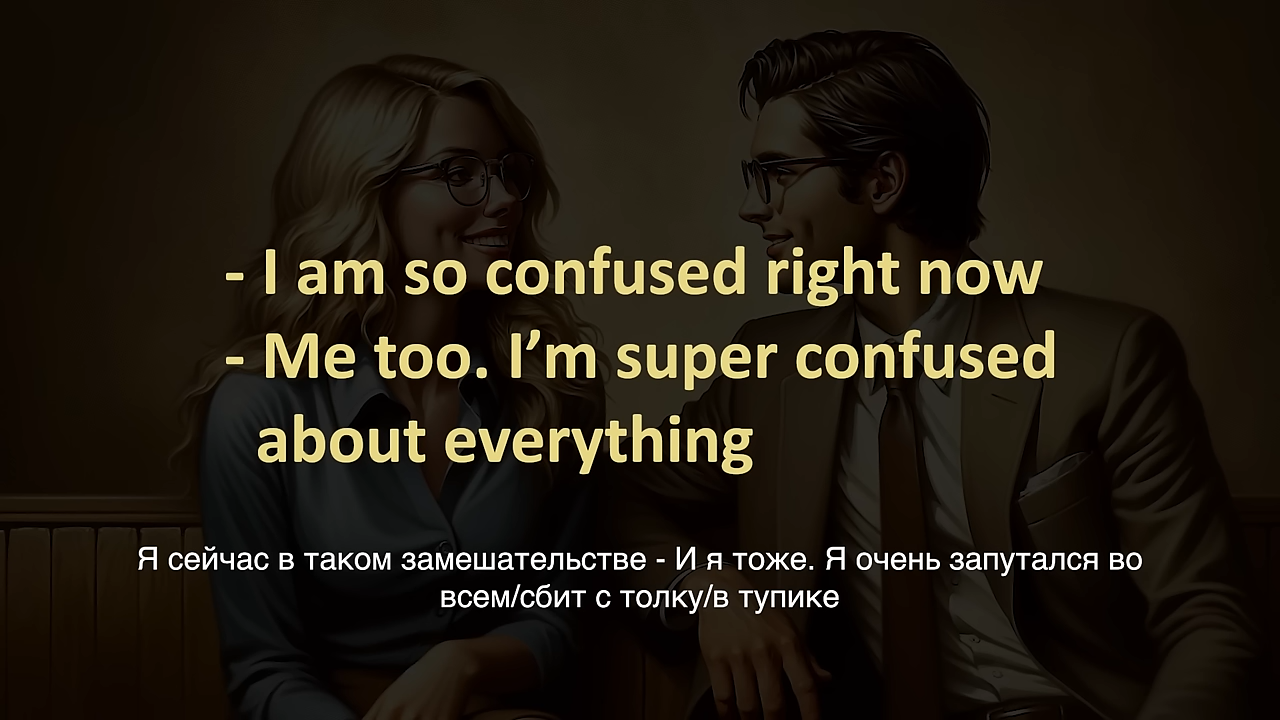 - I am so confused right now
- Me too. I’m super confused
about everything
Я сейчас в таком замешательстве - И я тоже. Я очень запутался во
всем/сбит с толку/в тупике